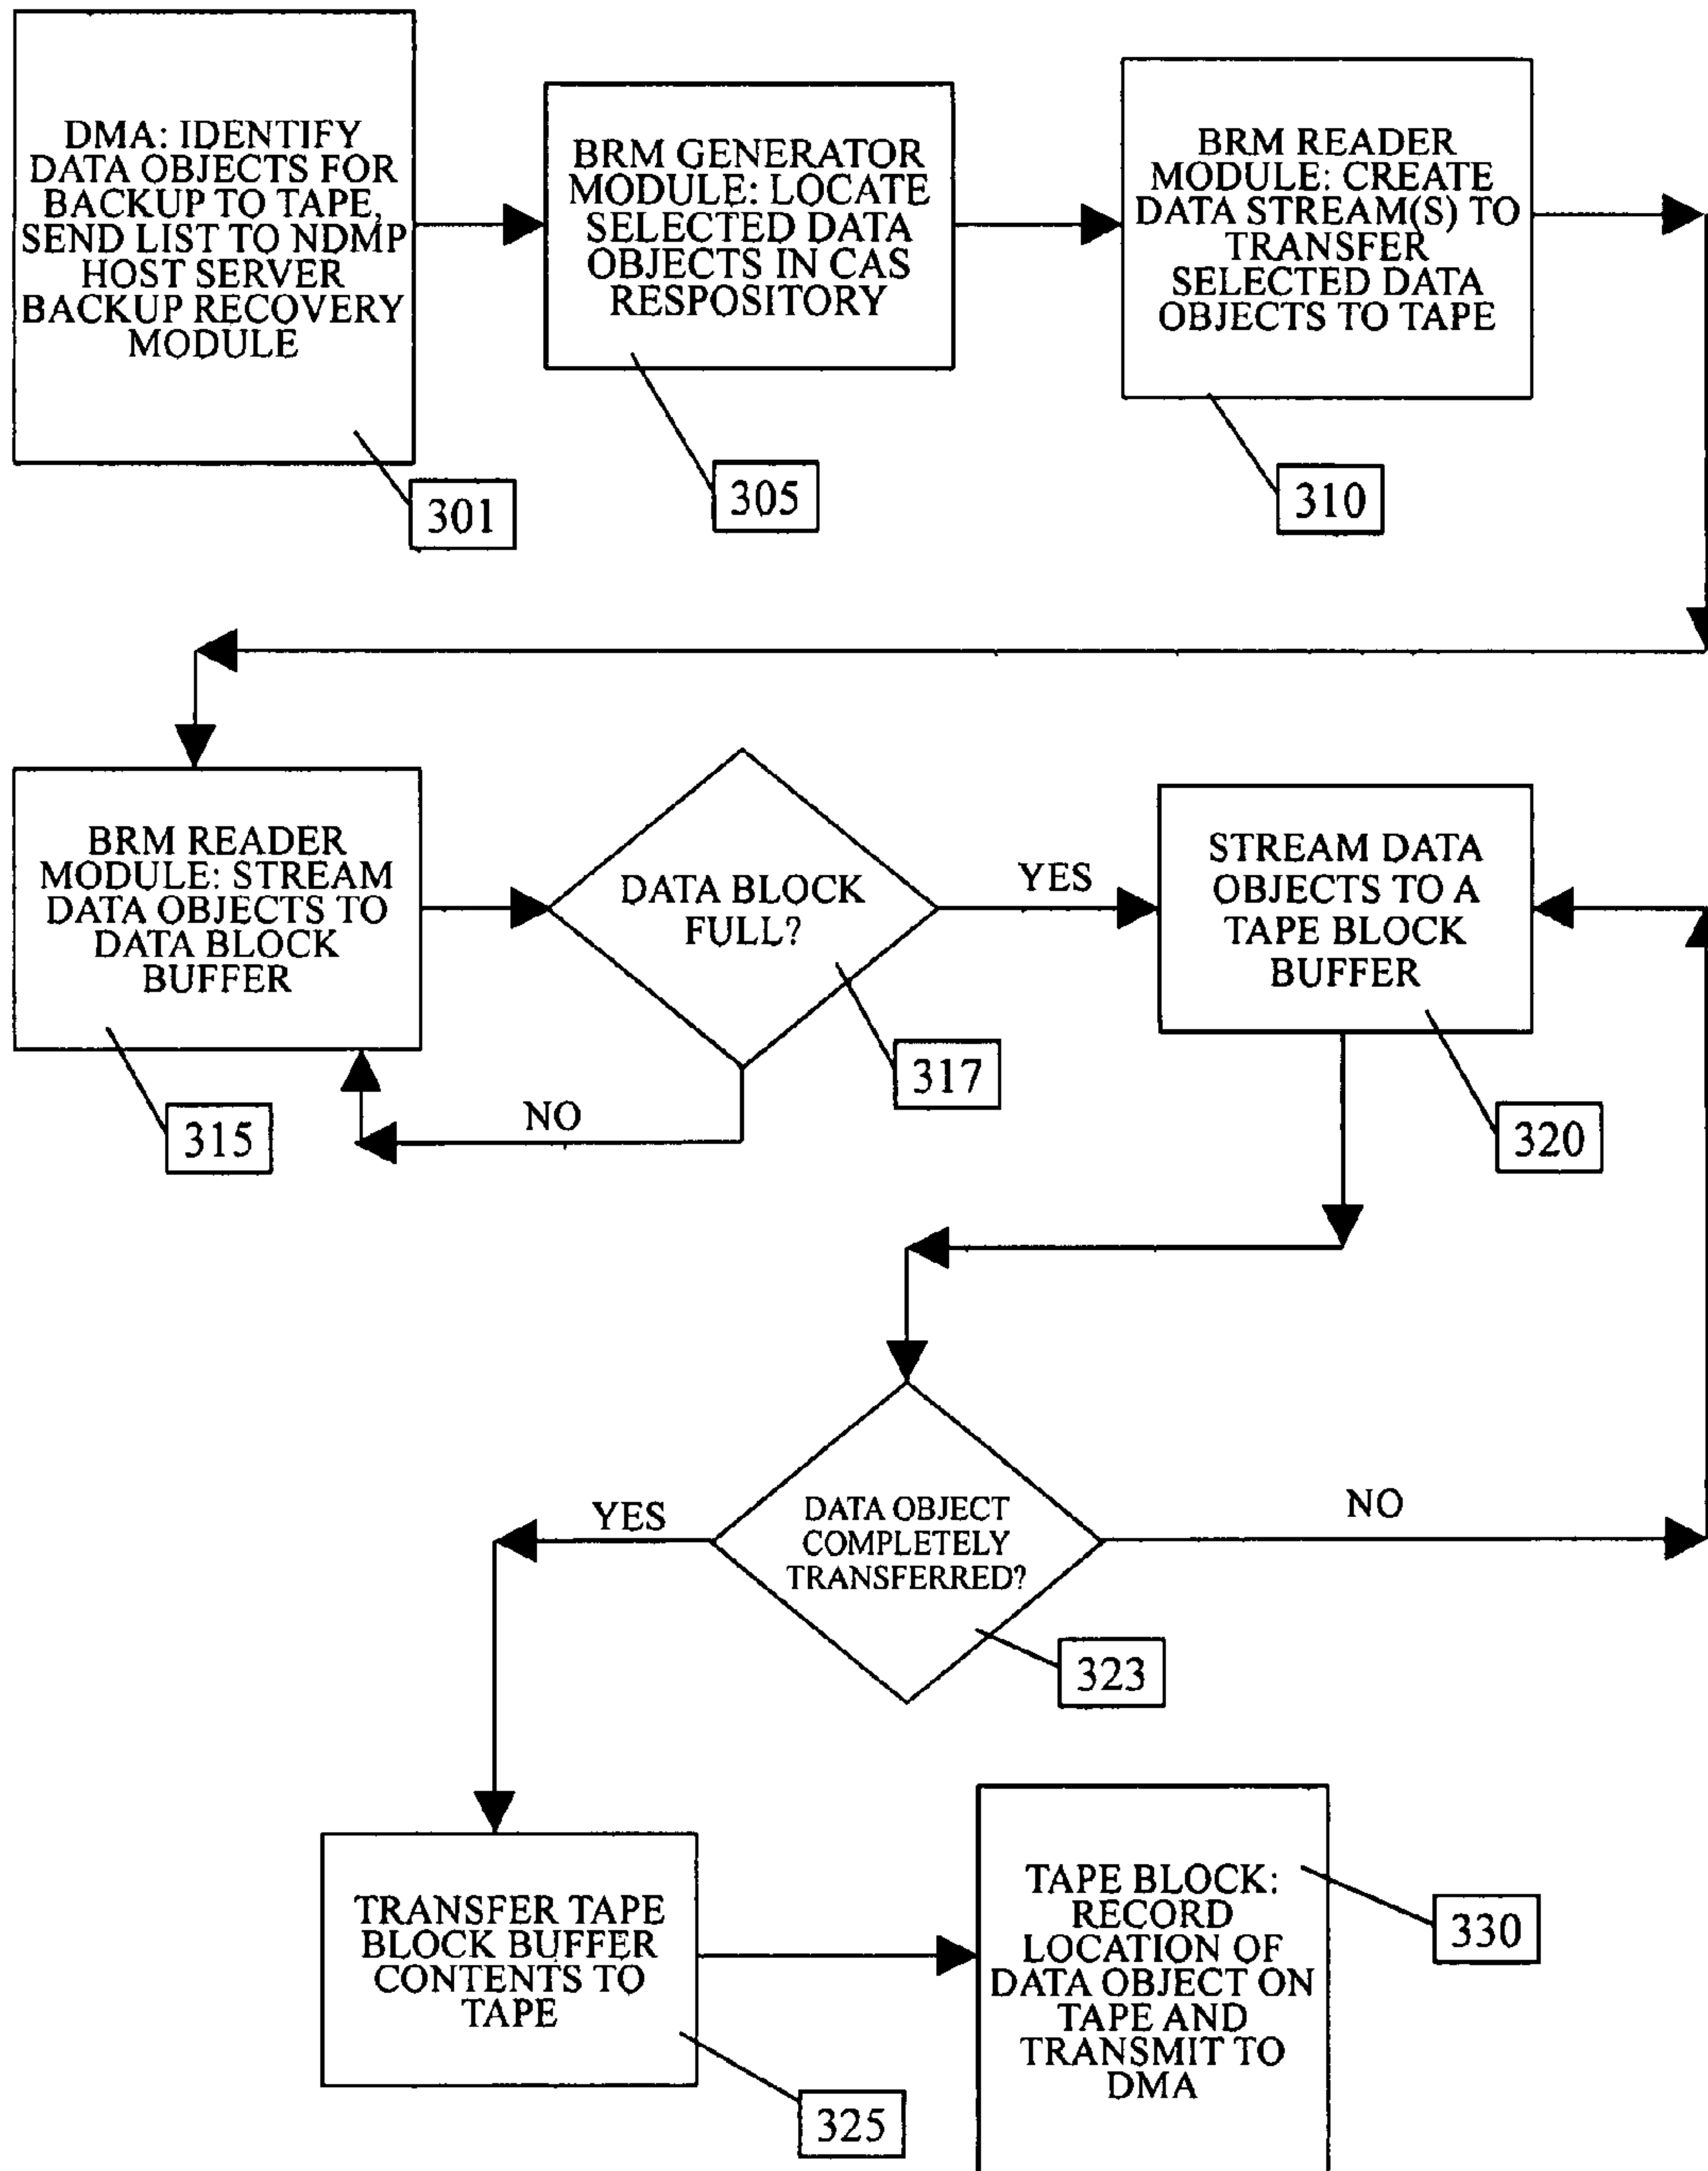 DMA: IDENTIFY
DATA OBJECTS FOR
BACKUP TO TAPE,
SEND LIST TO NDMP
HOST SERVER
BACKUP RECOVERY
MODULE
301
BRM GENERATOR
MODULE: LOCATE
SELECTED DATA
OBJECTS IN CAS
RESPOSITORY
305
BRM READER
MODULE: CREATE
DATA STREAM(S) TO
TRANSFER
SELECTED DATA
OBJECTS TO TAPE
310
BRM READER
MODULE: STREAM
DATA OBJECTS TO
DATA BLOCK
BUFFER
315
DATA BLOCK
FULL?
317
YES
NO
STREAM DATA
OBJECTS TO A
TAPE BLOCK
BUFFER
320
DATA OBJECT
COMPLETELY
TRANSFERRED?
323
YES
NO
TRANSFER TAPE
BLOCK BUFFER
CONTENTS TO
TAPE
325
TAPE BLOCK:
RECORD
LOCATION OF
DATA OBJECT ON
TAPE AND
TRANSMIT TO
DMA
330